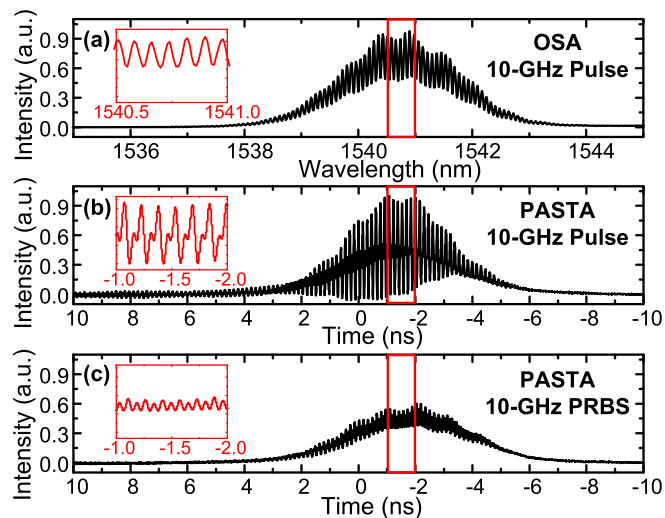 (a)
OSA
10-GHz Pulse
Intensity (a.u.)
0.9
0.6
0.3
0.0
1540.5 1541.0
1536 1538 1540 1542 1544
Wavelength (nm)
(b)
PASTA
10-GHz Pulse
Intensity (a.u.)
0.9
0.6
0.3
0.0
-1.0 -1.5 -2.0
10 8 6 4 2 0 -2 -4 -6 -8 -10
Time (ns)
(c)
PASTA
10-GHz PRBS
Intensity (a.u.)
0.9
0.6
0.3
0.0
-1.0 -1.5 -2.0
10 8 6 4 2 0 -2 -4 -6 -8 -10
Time (ns)